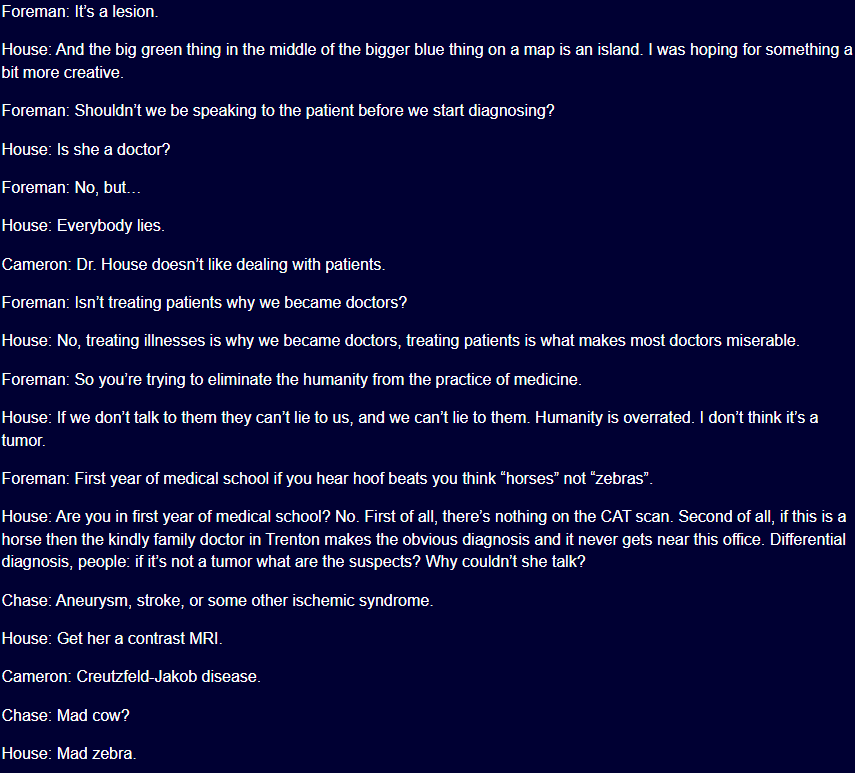 Foreman: It’s a lesion.
House: And the big green thing in the middle of the bigger blue thing on a map is an island. I was hoping for something a
bit more creative.
Foreman: Shouldn’t we be speaking to the patient before we start diagnosing?
House: Is she a doctor?
Foreman: No, but…
House: Everybody lies.
Cameron: Dr. House doesn’t like dealing with patients.
Foreman: Isn’t treating patients why we became doctors?
House: No, treating illnesses is why we became doctors, treating patients is what makes most doctors miserable.
Foreman: So you’re trying to eliminate the humanity from the practice of medicine.
House: If we don’t talk to them they can’t lie to us, and we can’t lie to them. Humanity is overrated. I don’t think it’s a
tumor.
Foreman: First year of medical school if you hear hoof beats you think “horses” not “zebras”.
House: Are you in first year of medical school? No. First of all, there’s nothing on the CAT scan. Second of all, if this is a
horse then the kindly family doctor in Trenton makes the obvious diagnosis and it never gets near this office. Differential
diagnosis, people: if it’s not a tumor what are the suspects? Why couldn’t she talk?
Chase: Aneurysm, stroke, or some other ischemic syndrome.
House: Get her a contrast MRI.
Cameron: Creutzfeld-Jakob disease.
Chase: Mad cow?
House: Mad zebra.